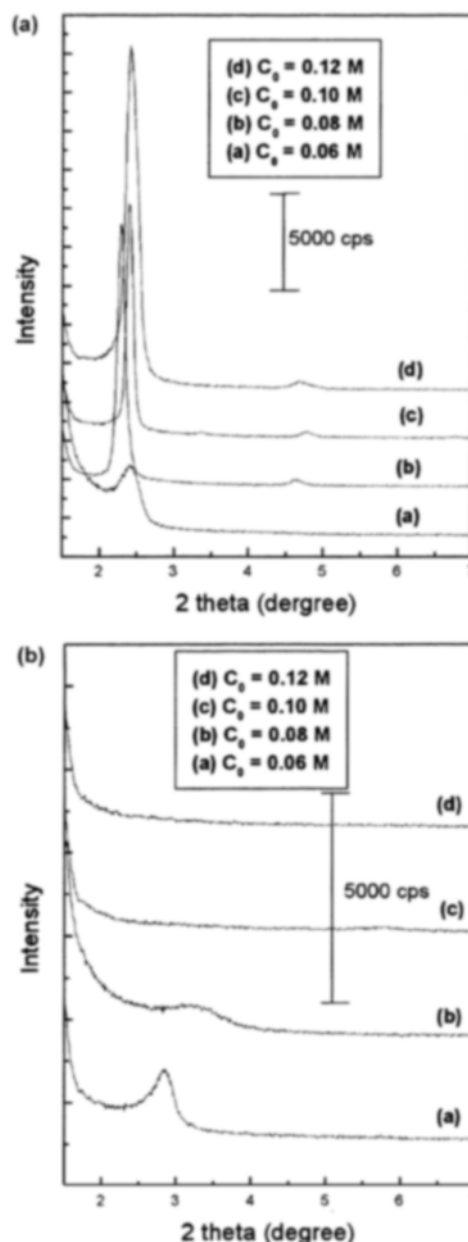 (a)
(d) C₀ = 0.12 M
(c) C₀ = 0.10 M
(b) C₀ = 0.08 M
(a) C₀ = 0.06 M
5000 cps
Intensity
(d)
(c)
(b)
(a)
2 3 4 5 6 7
2 theta (dergree)
(b)
(d) C₀ = 0.12 M
(c) C₀ = 0.10 M
(b) C₀ = 0.08 M
(a) C₀ = 0.06 M
(d)
5000 cps
(c)
Intensity
(b)
(a)
2 3 4 5 6 7
2 theta (degree)